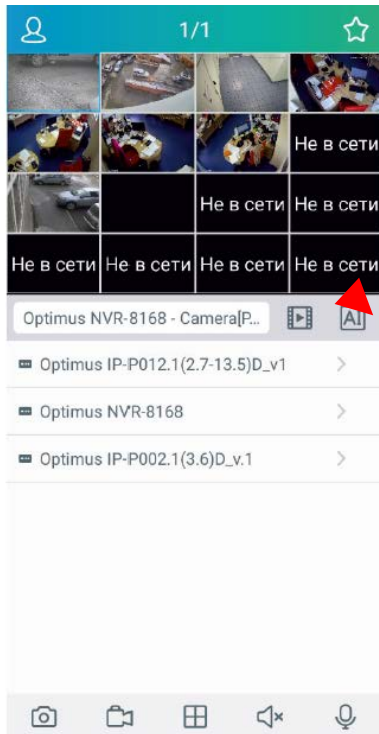 1/1
Не в сети
Не в сети Не в сети
Не в сети Не в сети Не в сети Не в сети
Optimus NVR-8168 - Camera[P... AI
Optimus IP-P012.1(2.7-13.5)D_v1
Optimus NVR-8168
Optimus IP-P002.1(3.6)D_v.1